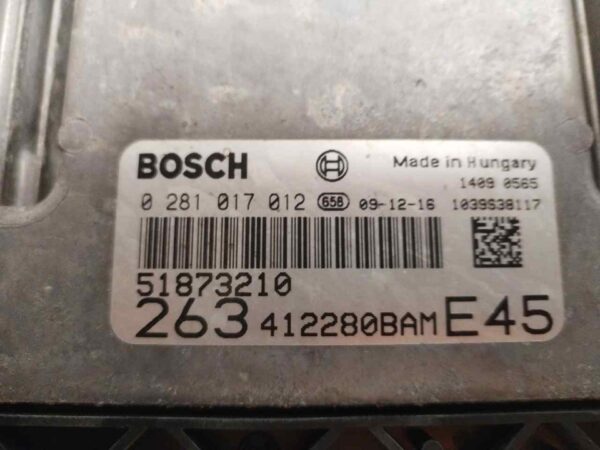 BOSCH Made in Hungary
1409 0565
0 281 017 012 658 09-12-16 1039S38117
51873210
263 412280BAM E45